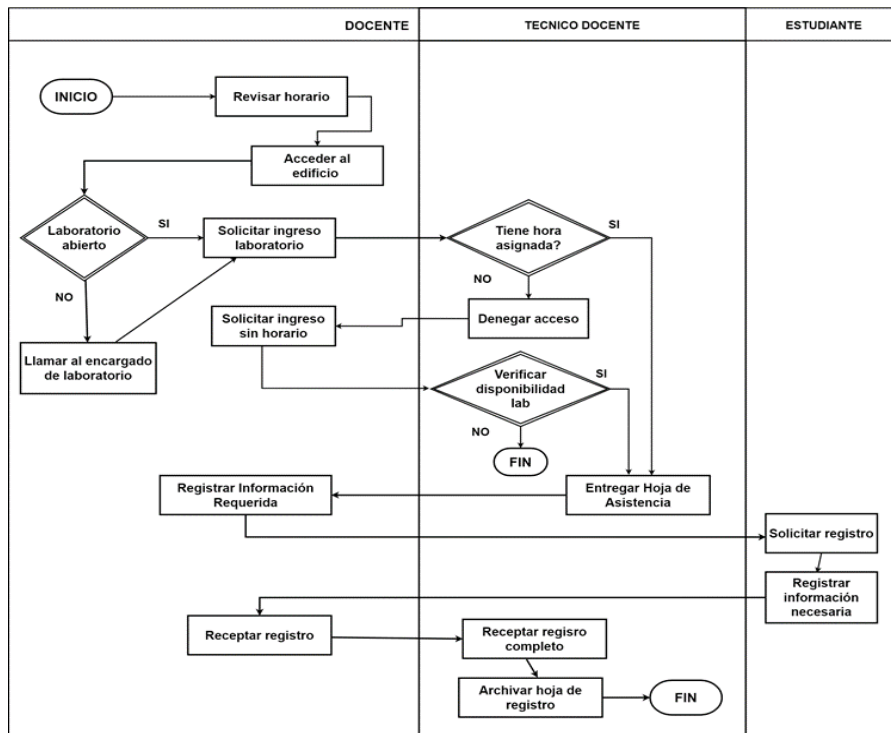 DOCENTE
TECNICO DOCENTE
ESTUDIANTE
INICIO
Revisar horario
Acceder al
edificio
Laboratorio
abierto
SI
Solicitar ingreso
laboratorio
Tiene hora
asignada?
SI
NO
NO
Denegar acceso
Solicitar ingreso
sin horario
Llamar al encargado
de laboratorio
Verificar
disponibilidad
lab
SI
NO
FIN
Registrar Información
Requerida
Entregar Hoja de
Asistencia
Solicitar registro
Registrar
información
necesaria
Receptar registro
Receptar regisro
completo
Archivar hoja de
registro
FIN